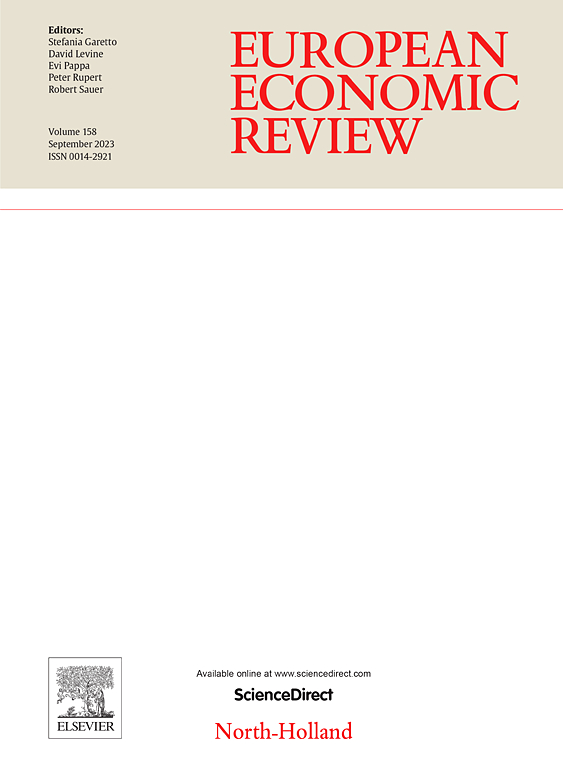 Editors:
Stefania Garetto
David Levine
Evi Pappa
Peter Rupert
Robert Sauer
Volume 158
September 2023
ISSN 0014-2921
EUROPEAN
ECONOMIC
REVIEW
Available online at www.sciencedirect.com
ScienceDirect
ELSEVIER
North-Holland